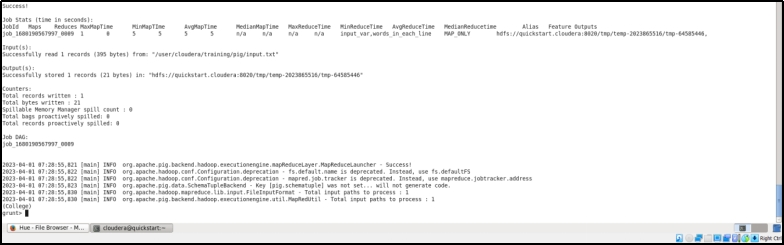 Success!
Job Stats (time in seconds):
JobId Maps Reduces MaxMapTime MinMapTime AvgMapTime MedianMapTime MaxReduceTime MinReduceTime AvgReduceTime MedianReducetime Alias Feature Outputs
job_1680190567997_0009 1 0 5 5 5 5 n/a n/a n/a n/a input_var,words_in_each_line MAP_ONLY hdfs://quickstart.cloudera:8020/tmp/temp-2023865516/tmp-64585446,
Input(s):
Successfully read 1 records (395 bytes) from: "/user/cloudera/training/pig/input.txt"
Output(s):
Successfully stored 1 records (21 bytes) in: "hdfs://quickstart.cloudera:8020/tmp/temp-2023865516/tmp-64585446"
Counters:
Total records written : 1
Total bytes written : 21
Spillable Memory Manager spill count : 0
Total bags proactively spilled: 0
Total records proactively spilled: 0
Job DAG:
job_1680190567997_0009
2023-04-01 07:28:55,821 [main] INFO org.apache.pig.backend.hadoop.executionengine.mapReduceLayer.MapReduceLauncher - Success!
2023-04-01 07:28:55,822 [main] INFO org.apache.hadoop.conf.Configuration.deprecation - fs.default.name is deprecated. Instead, use fs.defaultFS
2023-04-01 07:28:55,822 [main] INFO org.apache.hadoop.conf.Configuration.deprecation - mapred.job.tracker is deprecated. Instead, use mapreduce.jobtracker.address
2023-04-01 07:28:55,823 [main] INFO org.apache.pig.data.SchemaTupleBackend - Key [pig.schematuple] was not set... will not generate code.
2023-04-01 07:28:55,830 [main] INFO org.apache.hadoop.mapreduce.lib.input.FileInputFormat - Total input paths to process : 1
2023-04-01 07:28:55,830 [main] INFO org.apache.pig.backend.hadoop.executionengine.util.MapRedUtil - Total input paths to process : 1
(College)
grunt>
Hue - File Browser - M...
cloudera@quickstart:~
Right Ctrl